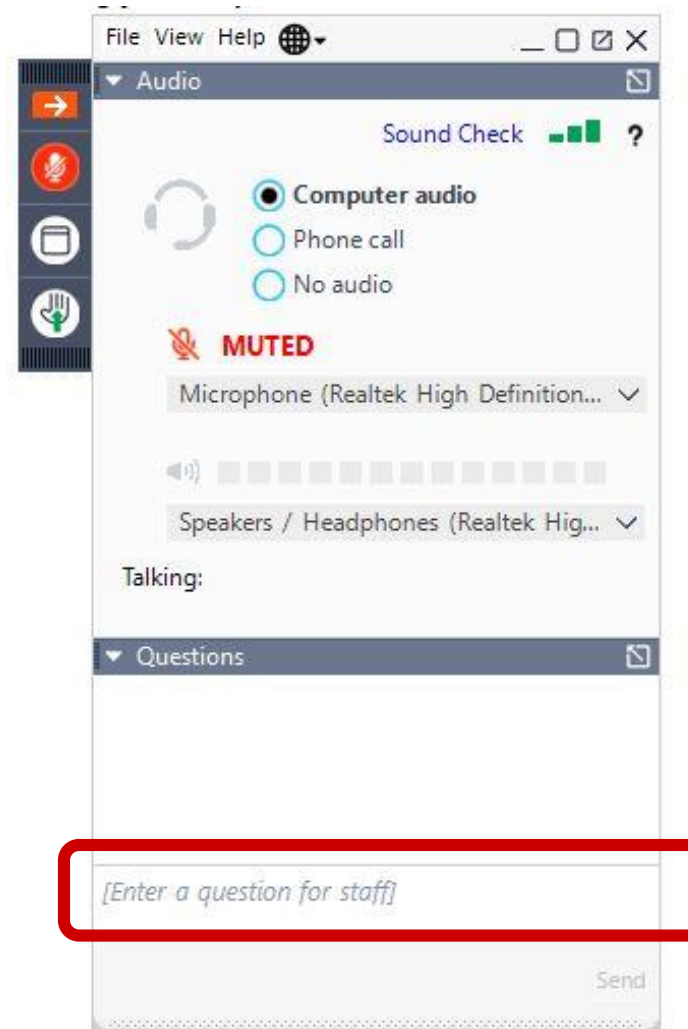 File View Help
Audio
Sound Check ?
Computer audio
Phone call
No audio
MUTED
Microphone (Realtek High Definition...
Speakers / Headphones (Realtek Hig...
Talking:
Questions
[Enter a question for staff]
Send